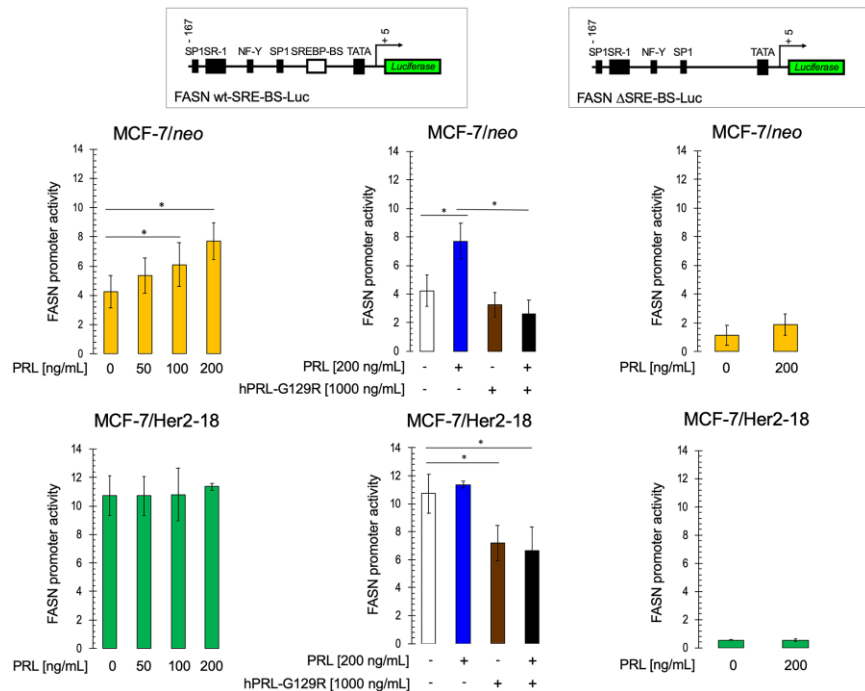 - 167
+ 5
SP1SR-1 NF-Y SP1 SREBP-BS TATA
Luciferase
FASN wt-SRE-BS-Luc
- 167
+ 5
SP1SR-1 NF-Y SP1 TATA
Luciferase
FASN ΔSRE-BS-Luc
MCF-7/neo
FASN promoter activity
14
12
10
8
6
4
2
0
*
*
PRL [ng/mL] 0 50 100 200
MCF-7/neo
FASN promoter activity
14
12
10
8
6
4
2
0
* *
PRL [200 ng/mL] - + - +
hPRL-G129R [1000 ng/mL] - - + +
MCF-7/neo
FASN promoter activity
14
12
10
8
6
4
2
0
PRL [ng/mL] 0 200
MCF-7/Her2-18
FASN promoter activity
14
12
10
8
6
4
2
0
PRL [ng/mL] 0 50 100 200
MCF-7/Her2-18
FASN promoter activity
14
12
10
8
6
4
2
0
*
*
PRL [200 ng/mL] - + - +
hPRL-G129R [1000 ng/mL] - - + +
MCF-7/Her2-18
FASN promoter activity
14
12
10
8
6
4
2
0
PRL [ng/mL] 0 200